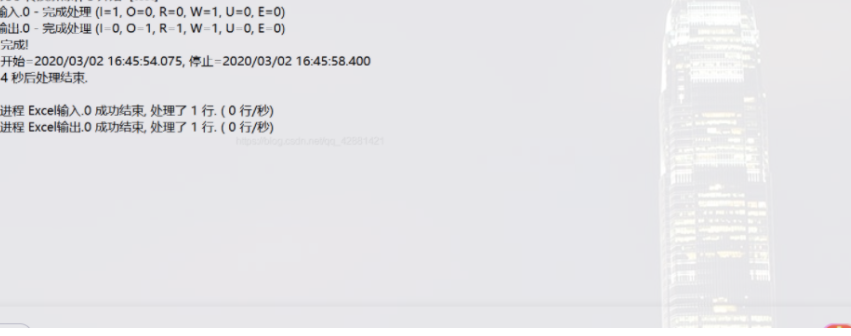 输入.0 - 完成处理 (I=1, O=0, R=0, W=1, U=0, E=0)
输出.0 - 完成处理 (I=0, O=1, R=1, W=1, U=0, E=0)
完成!
开始=2020/03/02 16:45:54.075, 停止=2020/03/02 16:45:58.400
4 秒后处理结束.
进程 Excel输入.0 成功结束, 处理了 1 行. ( 0 行/秒)
进程 Excel输出.0 成功结束, 处理了 1 行. ( 0 行/秒)